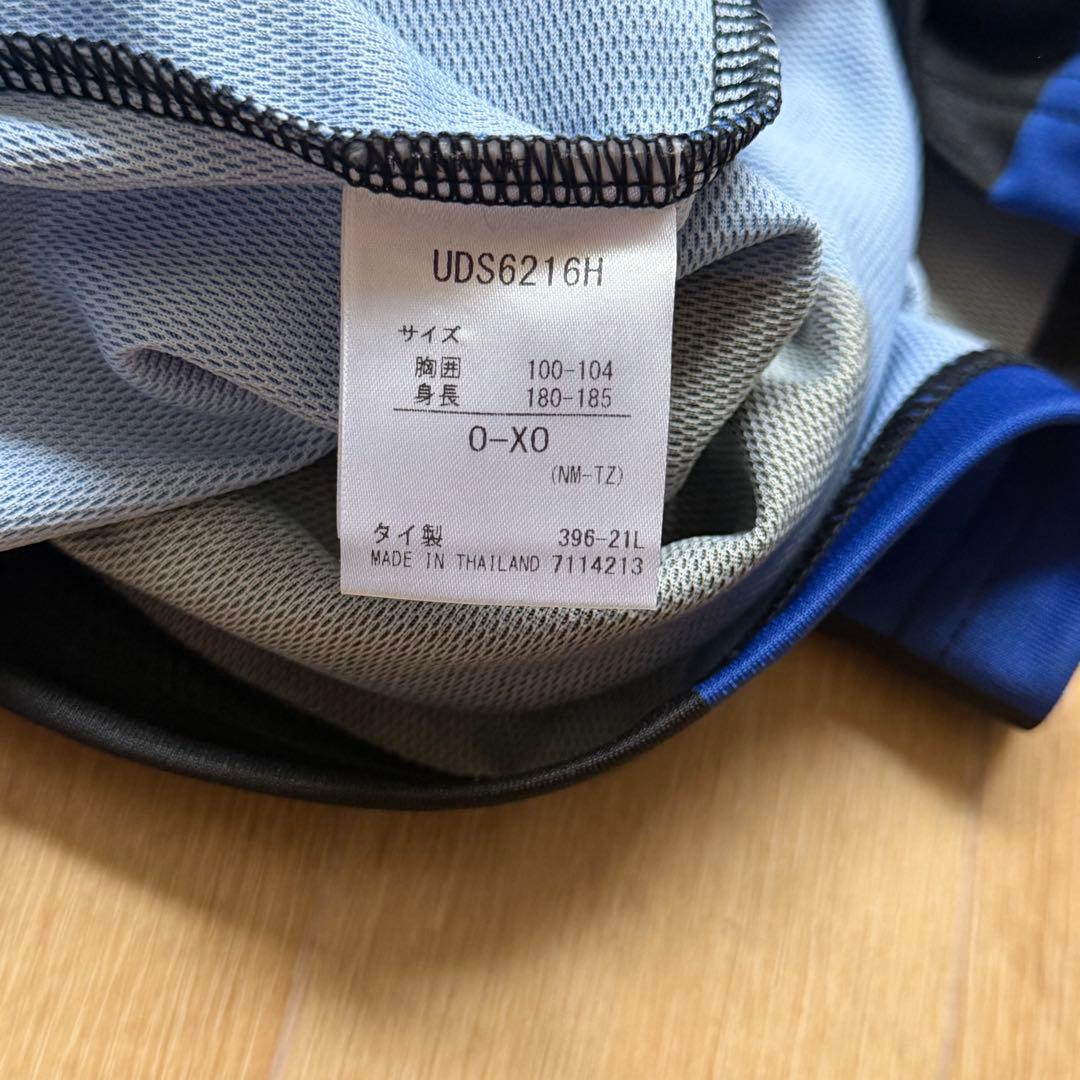 UDS6216H
サイズ
胸囲 100-104
身長 180-185
O-XO
(NM-TZ)
タイ製 396-21L
MADE IN THAILAND 7114213